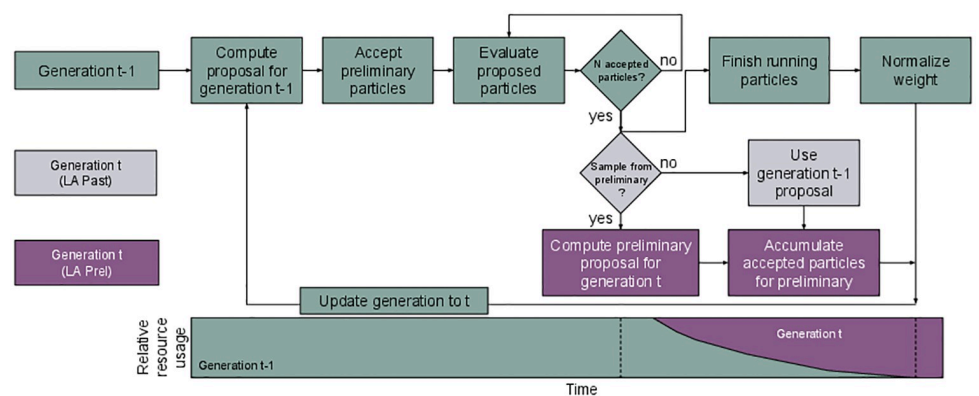 Generation t-1
Compute
proposal for
generation t-1
Accept
preliminary
particles
Evaluate
proposed
particles
N accepted
particles?
no
yes
Finish running
particles
Normalize
weight
Generation t
(LA Past)
Sample from
preliminary
?
no
yes
Use
generation t-1
proposal
Generation t
(LA Prel)
Compute preliminary
proposal for
generation t
Accumulate
accepted particles
for preliminary
Update generation to t
Relative
resource
usage
Generation t-1
Generation t
Time